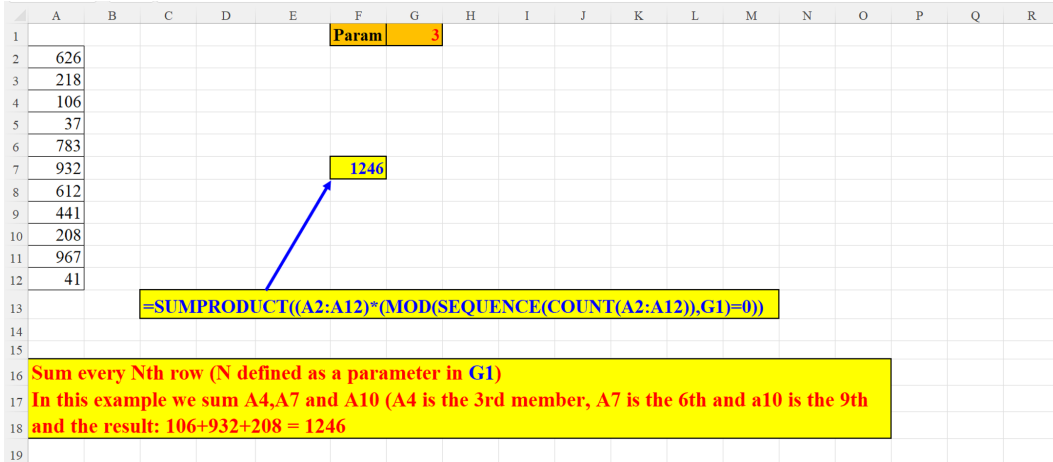 A B C D E F G H I J K L M N O P Q R
1 Param 3
2 626
3 218
4 106
5 37
6 783
7 932 1246
8 612
9 441
10 208
11 967
12 41
13 =SUMPRODUCT((A2:A12)*(MOD(SEQUENCE(COUNT(A2:A12)),G1)=0))
14
15
16 Sum every Nth row (N defined as a parameter in G1)
17 In this example we sum A4,A7 and A10 (A4 is the 3rd member, A7 is the 6th and a10 is the 9th
18 and the result: 106+932+208 = 1246
19